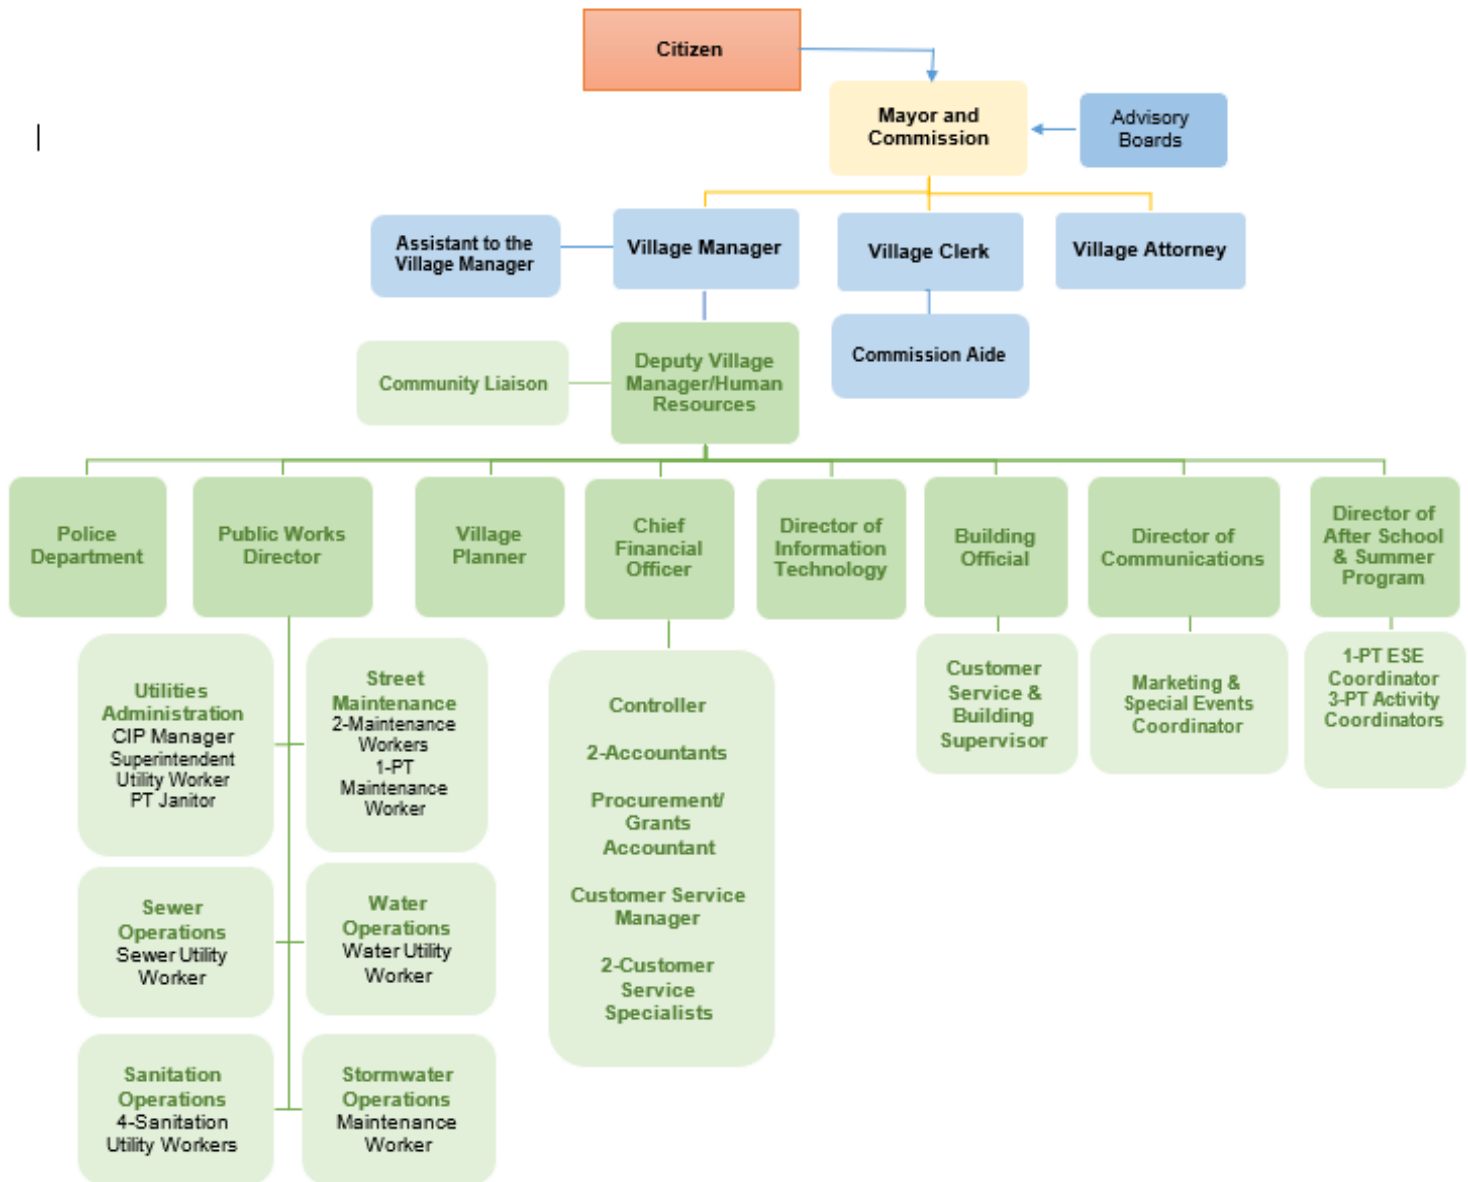 Citizen
Mayor and
Commission
Advisory
Boards
Assistant to the
Village Manager
Village Manager
Village Clerk
Village Attorney
Community Liaison
Deputy Village
Manager/Human
Resources
Commission Aide
Police
Department
Public Works
Director
Village
Planner
Chief
Financial
Officer
Director of
Information
Technology
Building
Official
Director of
Communications
Director of
After School
& Summer
Program
Utilities
Administration
CIP Manager
Superintendent
Utility Worker
PT Janitor
Street
Maintenance
2-Maintenance
Workers
1-PT
Maintenance
Worker
Sewer
Operations
Sewer Utility
Worker
Water
Operations
Water Utility
Worker
Sanitation
Operations
4-Sanitation
Utility Workers
Stormwater
Operations
Maintenance
Worker
Controller
2-Accountants
Procurement/
Grants
Accountant
Customer Service
Manager
2-Customer
Service
Specialists
Customer
Service &
Building
Supervisor
Marketing &
Special Events
Coordinator
1-PT ESE
Coordinator
3-PT Activity
Coordinators